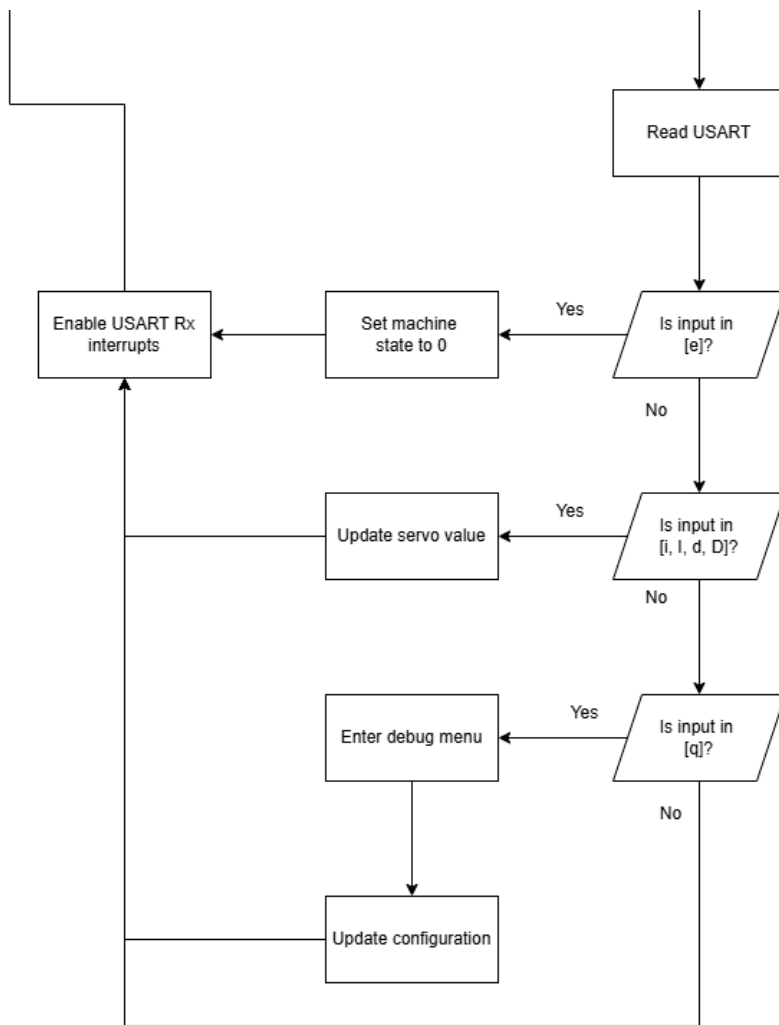 Read USART
Enable USART Rx
interrupts
Set machine
state to 0
Yes
Is input in
[e]?
No
Update servo value
Yes
Is input in
[i, I, d, D]?
No
Enter debug menu
Yes
Is input in
[q]?
No
Update configuration